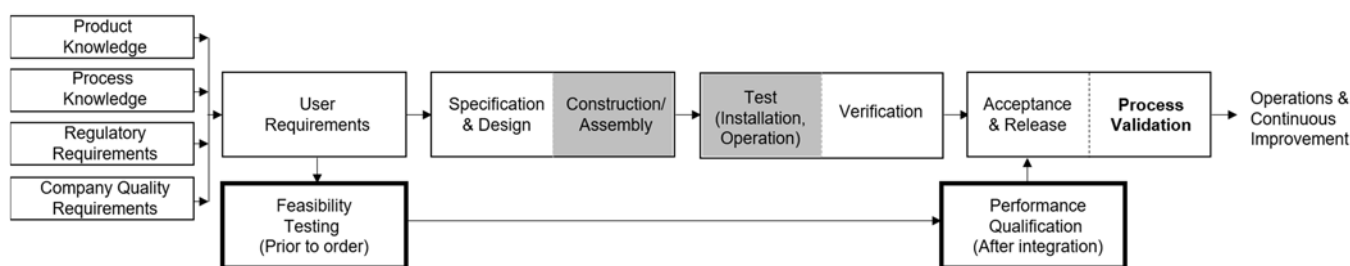 Product
Knowledge
Process
Knowledge
Regulatory
Requirements
Company Quality
Requirements
User
Requirements
Specification
& Design
Construction/
Assembly
Test
(Installation,
Operation)
Verification
Acceptance
& Release
Process
Validation
Operations &
Continuous
Improvement
Feasibility
Testing
(Prior to order)
Performance
Qualification
(After integration)